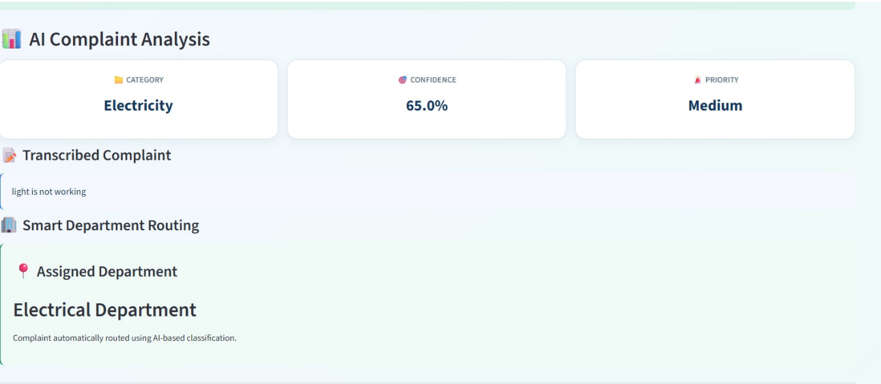 AI Complaint Analysis
CATEGORY
Electricity
CONFIDENCE
65.0%
PRIORITY
Medium
Transcribed Complaint
light is not working
Smart Department Routing
Assigned Department
Electrical Department
Complaint automatically routed using AI-based classification.